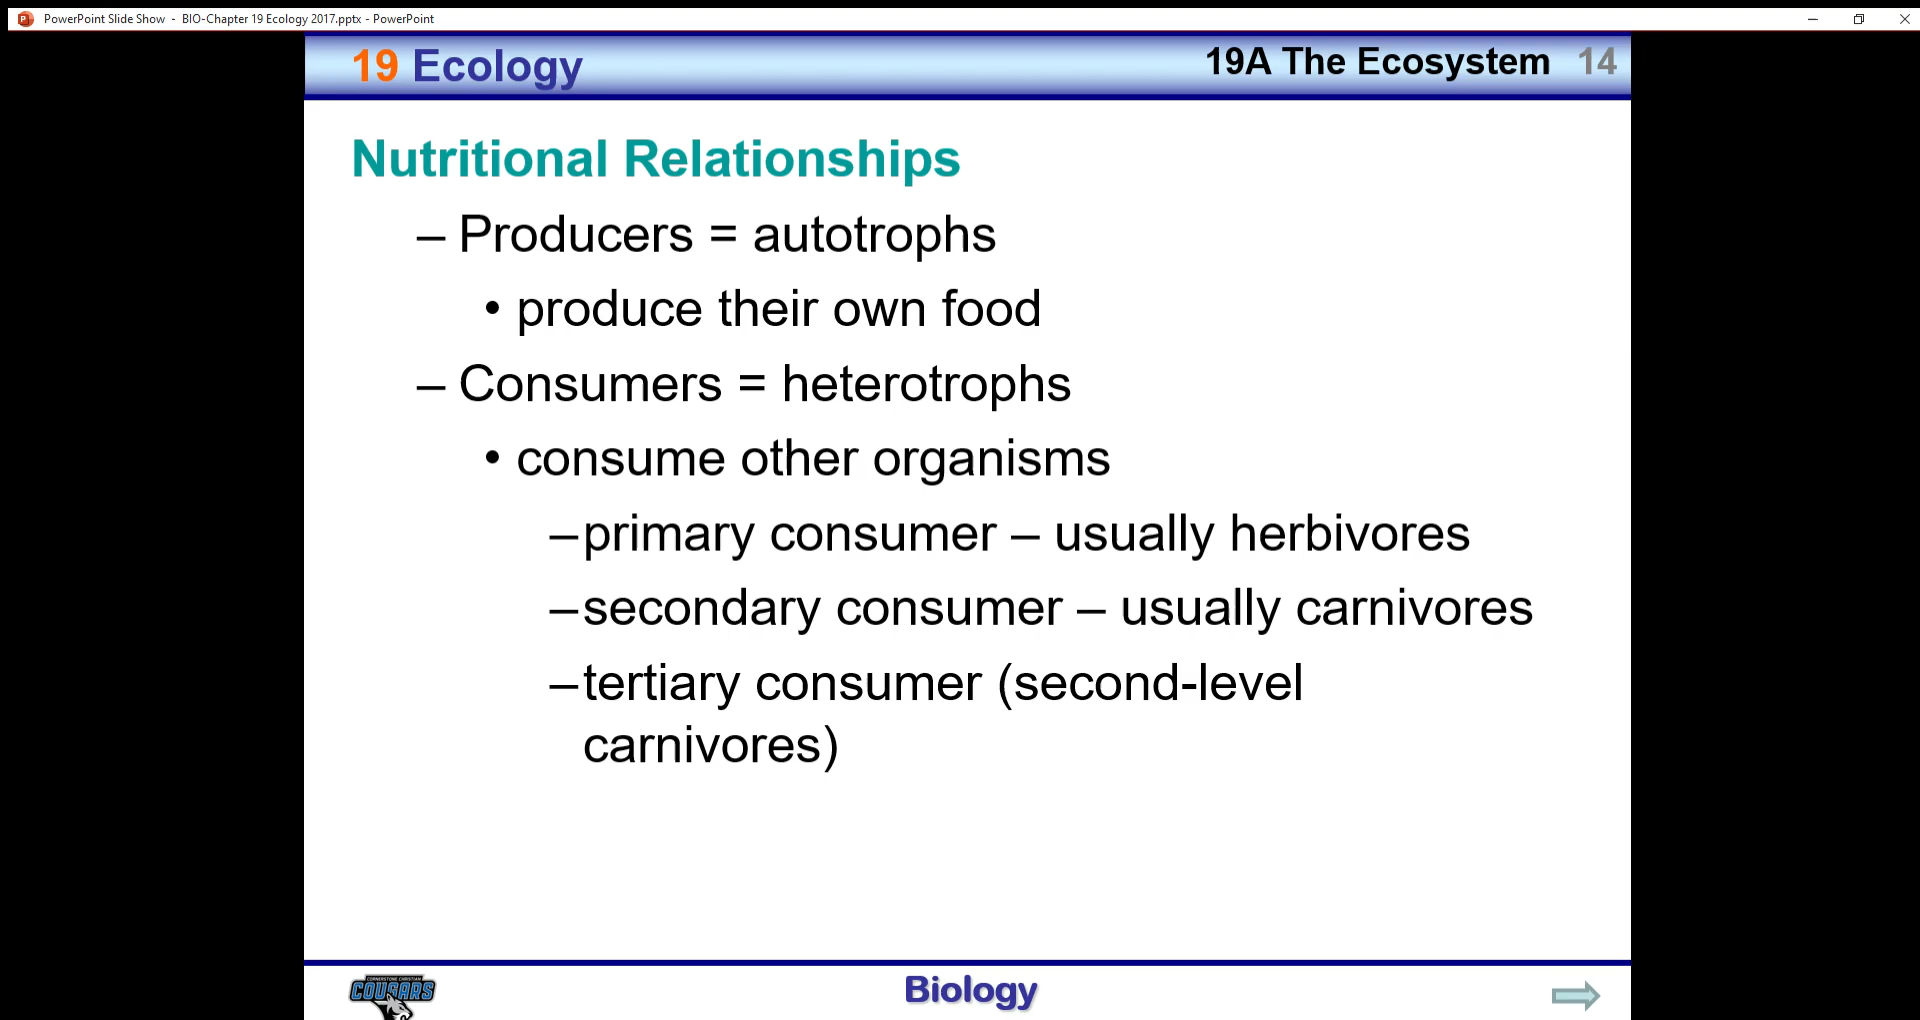 PowerPoint Slide Show - BIO-Chapter 19 Ecology 2017.pptx - PowerPoint
19 Ecology
19A The Ecosystem 14
Nutritional Relationships
– Producers = autotrophs
• produce their own food
– Consumers = heterotrophs
• consume other organisms
–primary consumer – usually herbivores
–secondary consumer – usually carnivores
–tertiary consumer (second-level
carnivores)
CORNERSTONE CHRISTIAN
COUGARS
Biology